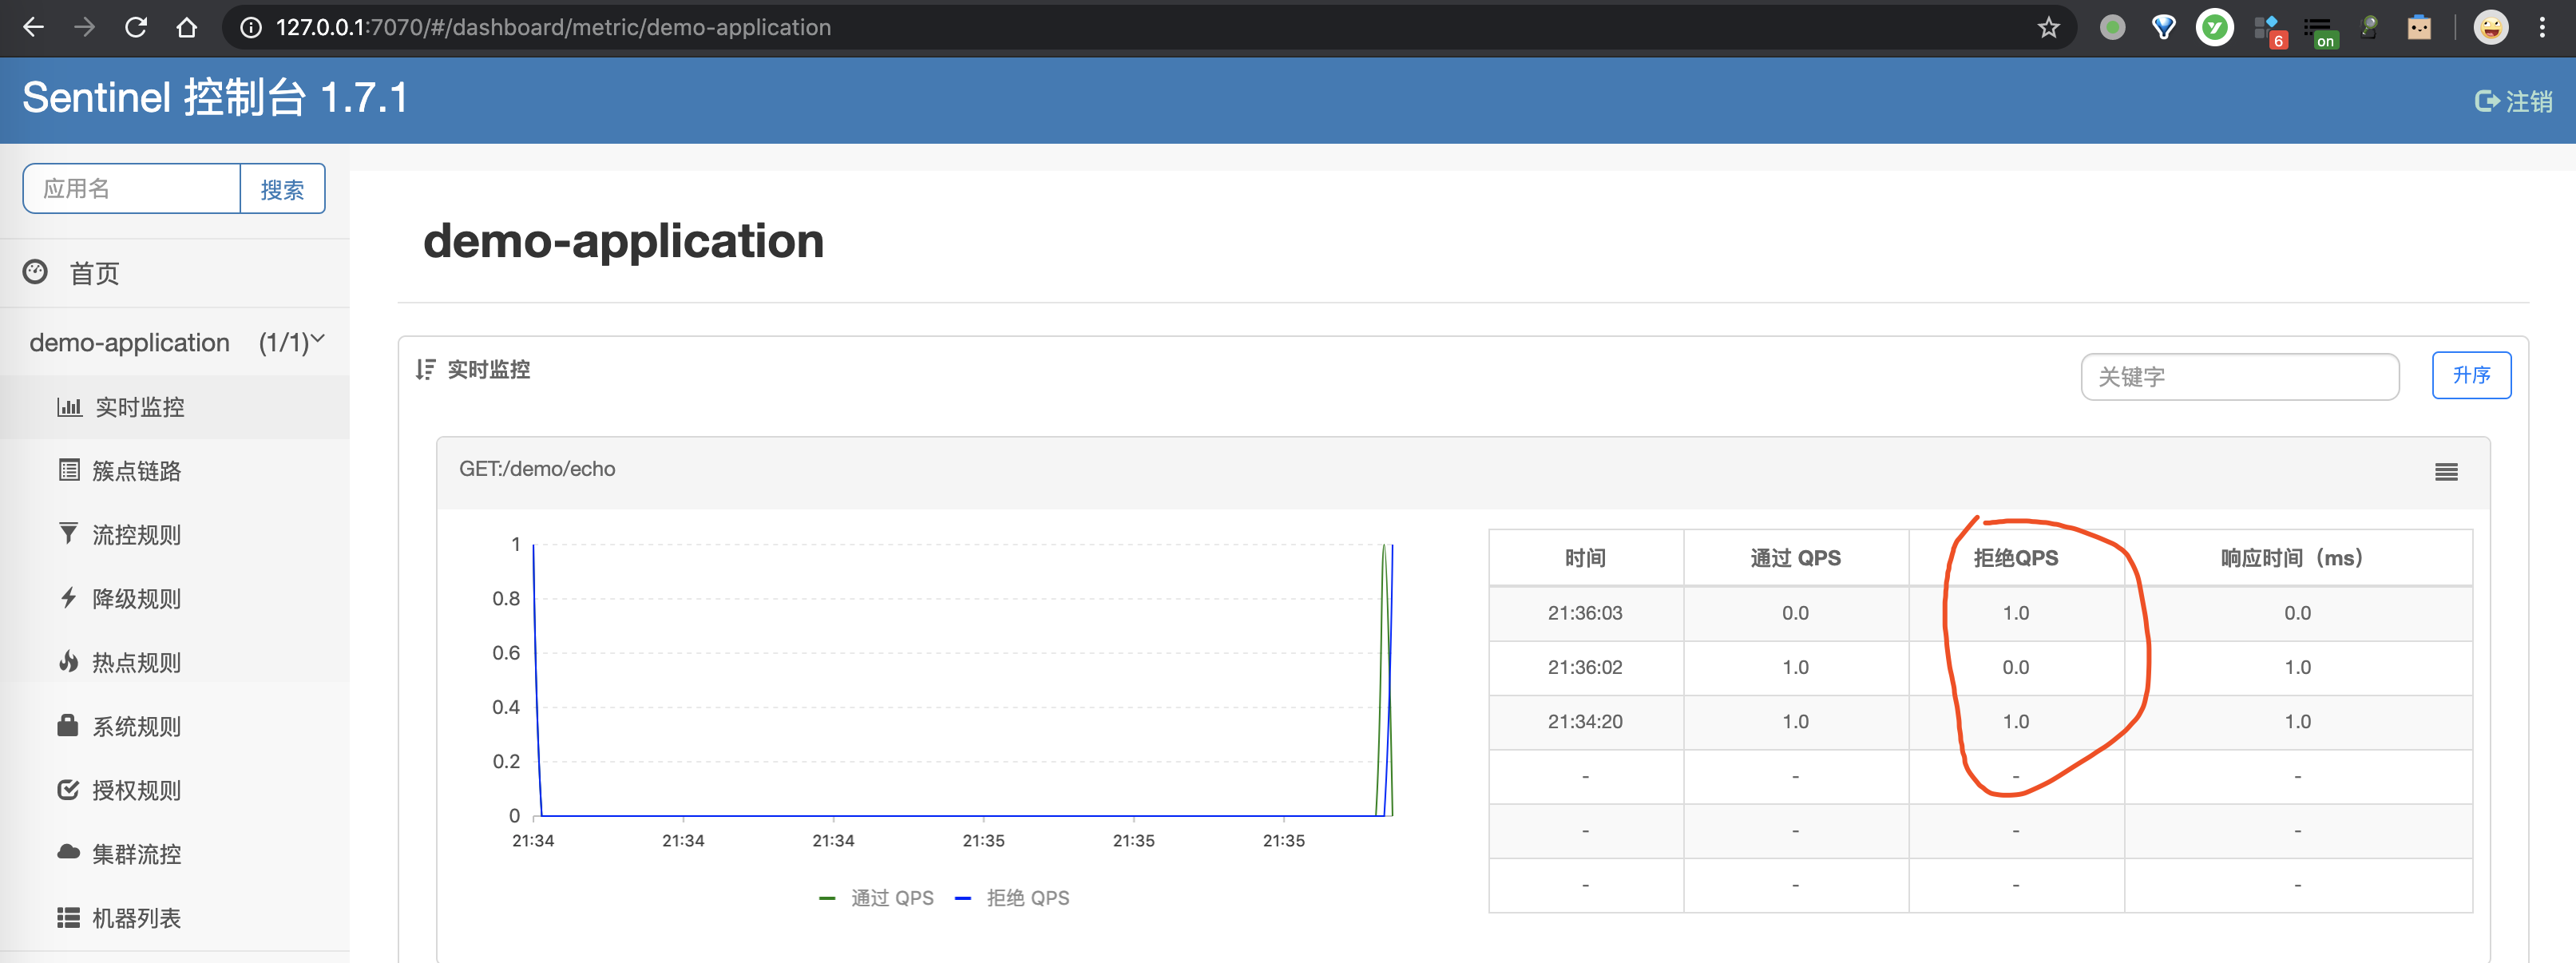 127.0.0.1:7070/#/dashboard/metric/demo-application
6
on
Sentinel 控制台 1.7.1
注销
应用名
搜索
首页
demo-application (1/1)
实时监控
簇点链路
流控规则
降级规则
热点规则
系统规则
授权规则
集群流控
机器列表
demo-application
实时监控
关键字
升序
GET:/demo/echo
1
0.8
0.6
0.4
0.2
0
21:34 21:34 21:34 21:35 21:35 21:35
通过 QPS 拒绝 QPS
时间 通过 QPS 拒绝QPS 响应时间（ms）
21:36:03 0.0 1.0 0.0
21:36:02 1.0 0.0 1.0
21:34:20 1.0 1.0 1.0
- - - -
- - - -
- - - -